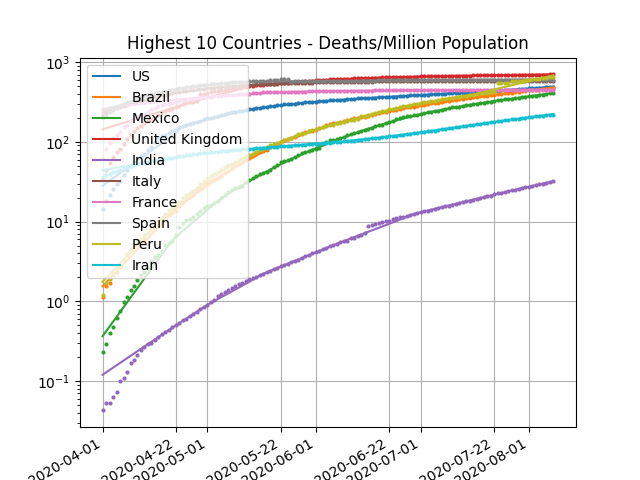 Highest 10 Countries - Deaths/Million Population
10³
10²
10¹
10⁰
10⁻¹
US
Brazil
Mexico
United Kingdom
India
Italy
France
Spain
Peru
Iran
2020-04-01
2020-04-22
2020-05-01
2020-05-22
2020-06-01
2020-06-22
2020-07-01
2020-07-22
2020-08-01